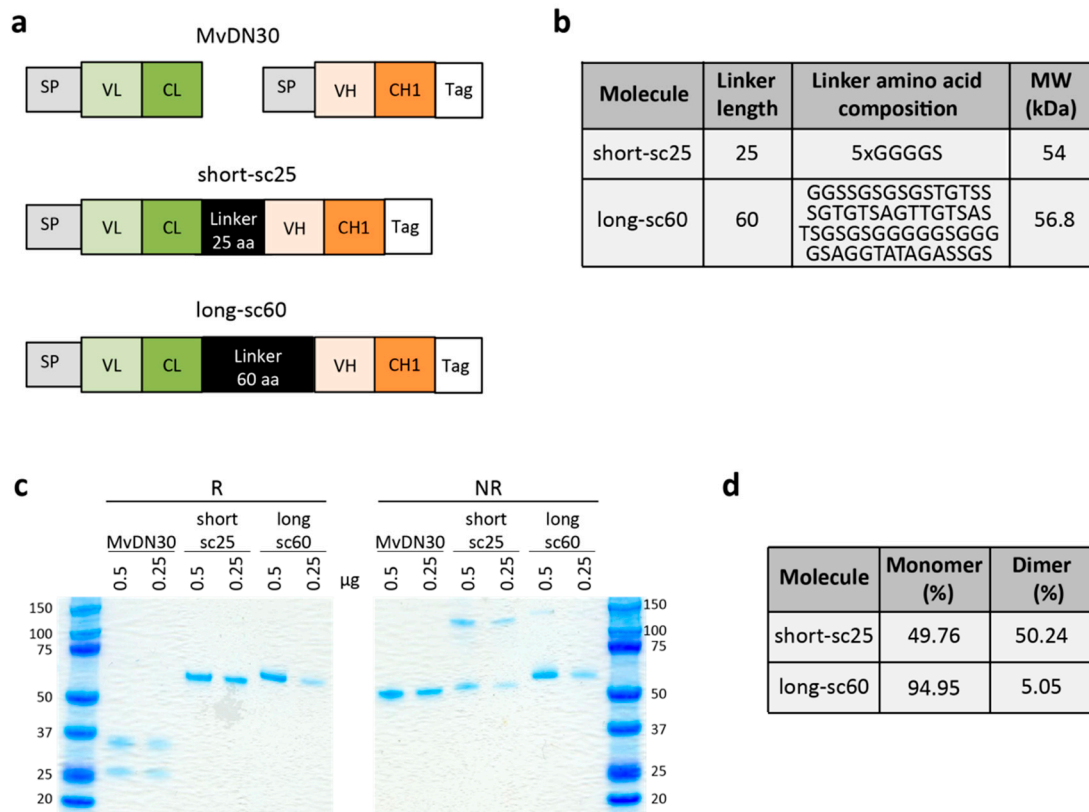 a
MvDN30
SP VL CL SP VH CH1 Tag
short-sc25
SP VL CL Linker 25 aa VH CH1 Tag
long-sc60
SP VL CL Linker 60 aa VH CH1 Tag
b
Molecule Linker length Linker amino acid composition MW (kDa)
short-sc25 25 5xGGGGS 54
long-sc60 60 GGSSGSGSGSTGTSS SGTGTSAGTTGTSAS TSGSGSGGGGGSGGG GSAGGTATAGASSGS 56.8
c
R
MvDN30 short sc25 long sc60
0.5 0.25 0.5 0.25 0.5 0.25 µg
150
100
75
50
37
25
20
NR
MvDN30 short sc25 long sc60
0.5 0.25 0.5 0.25 0.5 0.25
150
100
75
50
37
25
20
d
Molecule Monomer (%) Dimer (%)
short-sc25 49.76 50.24
long-sc60 94.95 5.05